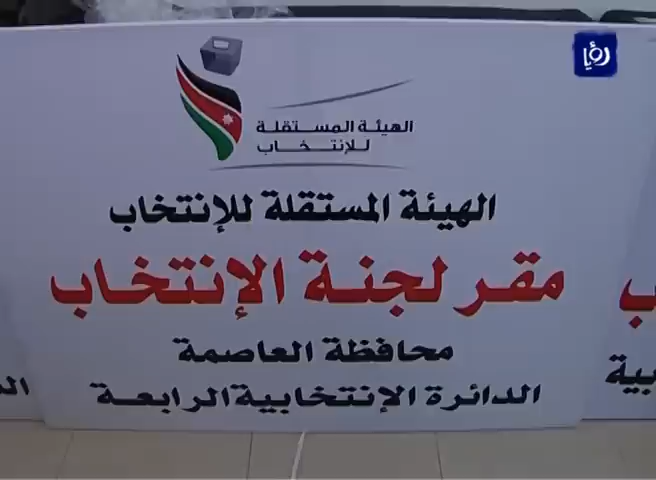 رؤيا
الهيئة المستقلة
للإنتخاب
الهيئة المستقلة للإنتخاب
مقر لجنة الإنتخاب
محافظة العاصمة
الدائرة الإنتخابية الرابعة